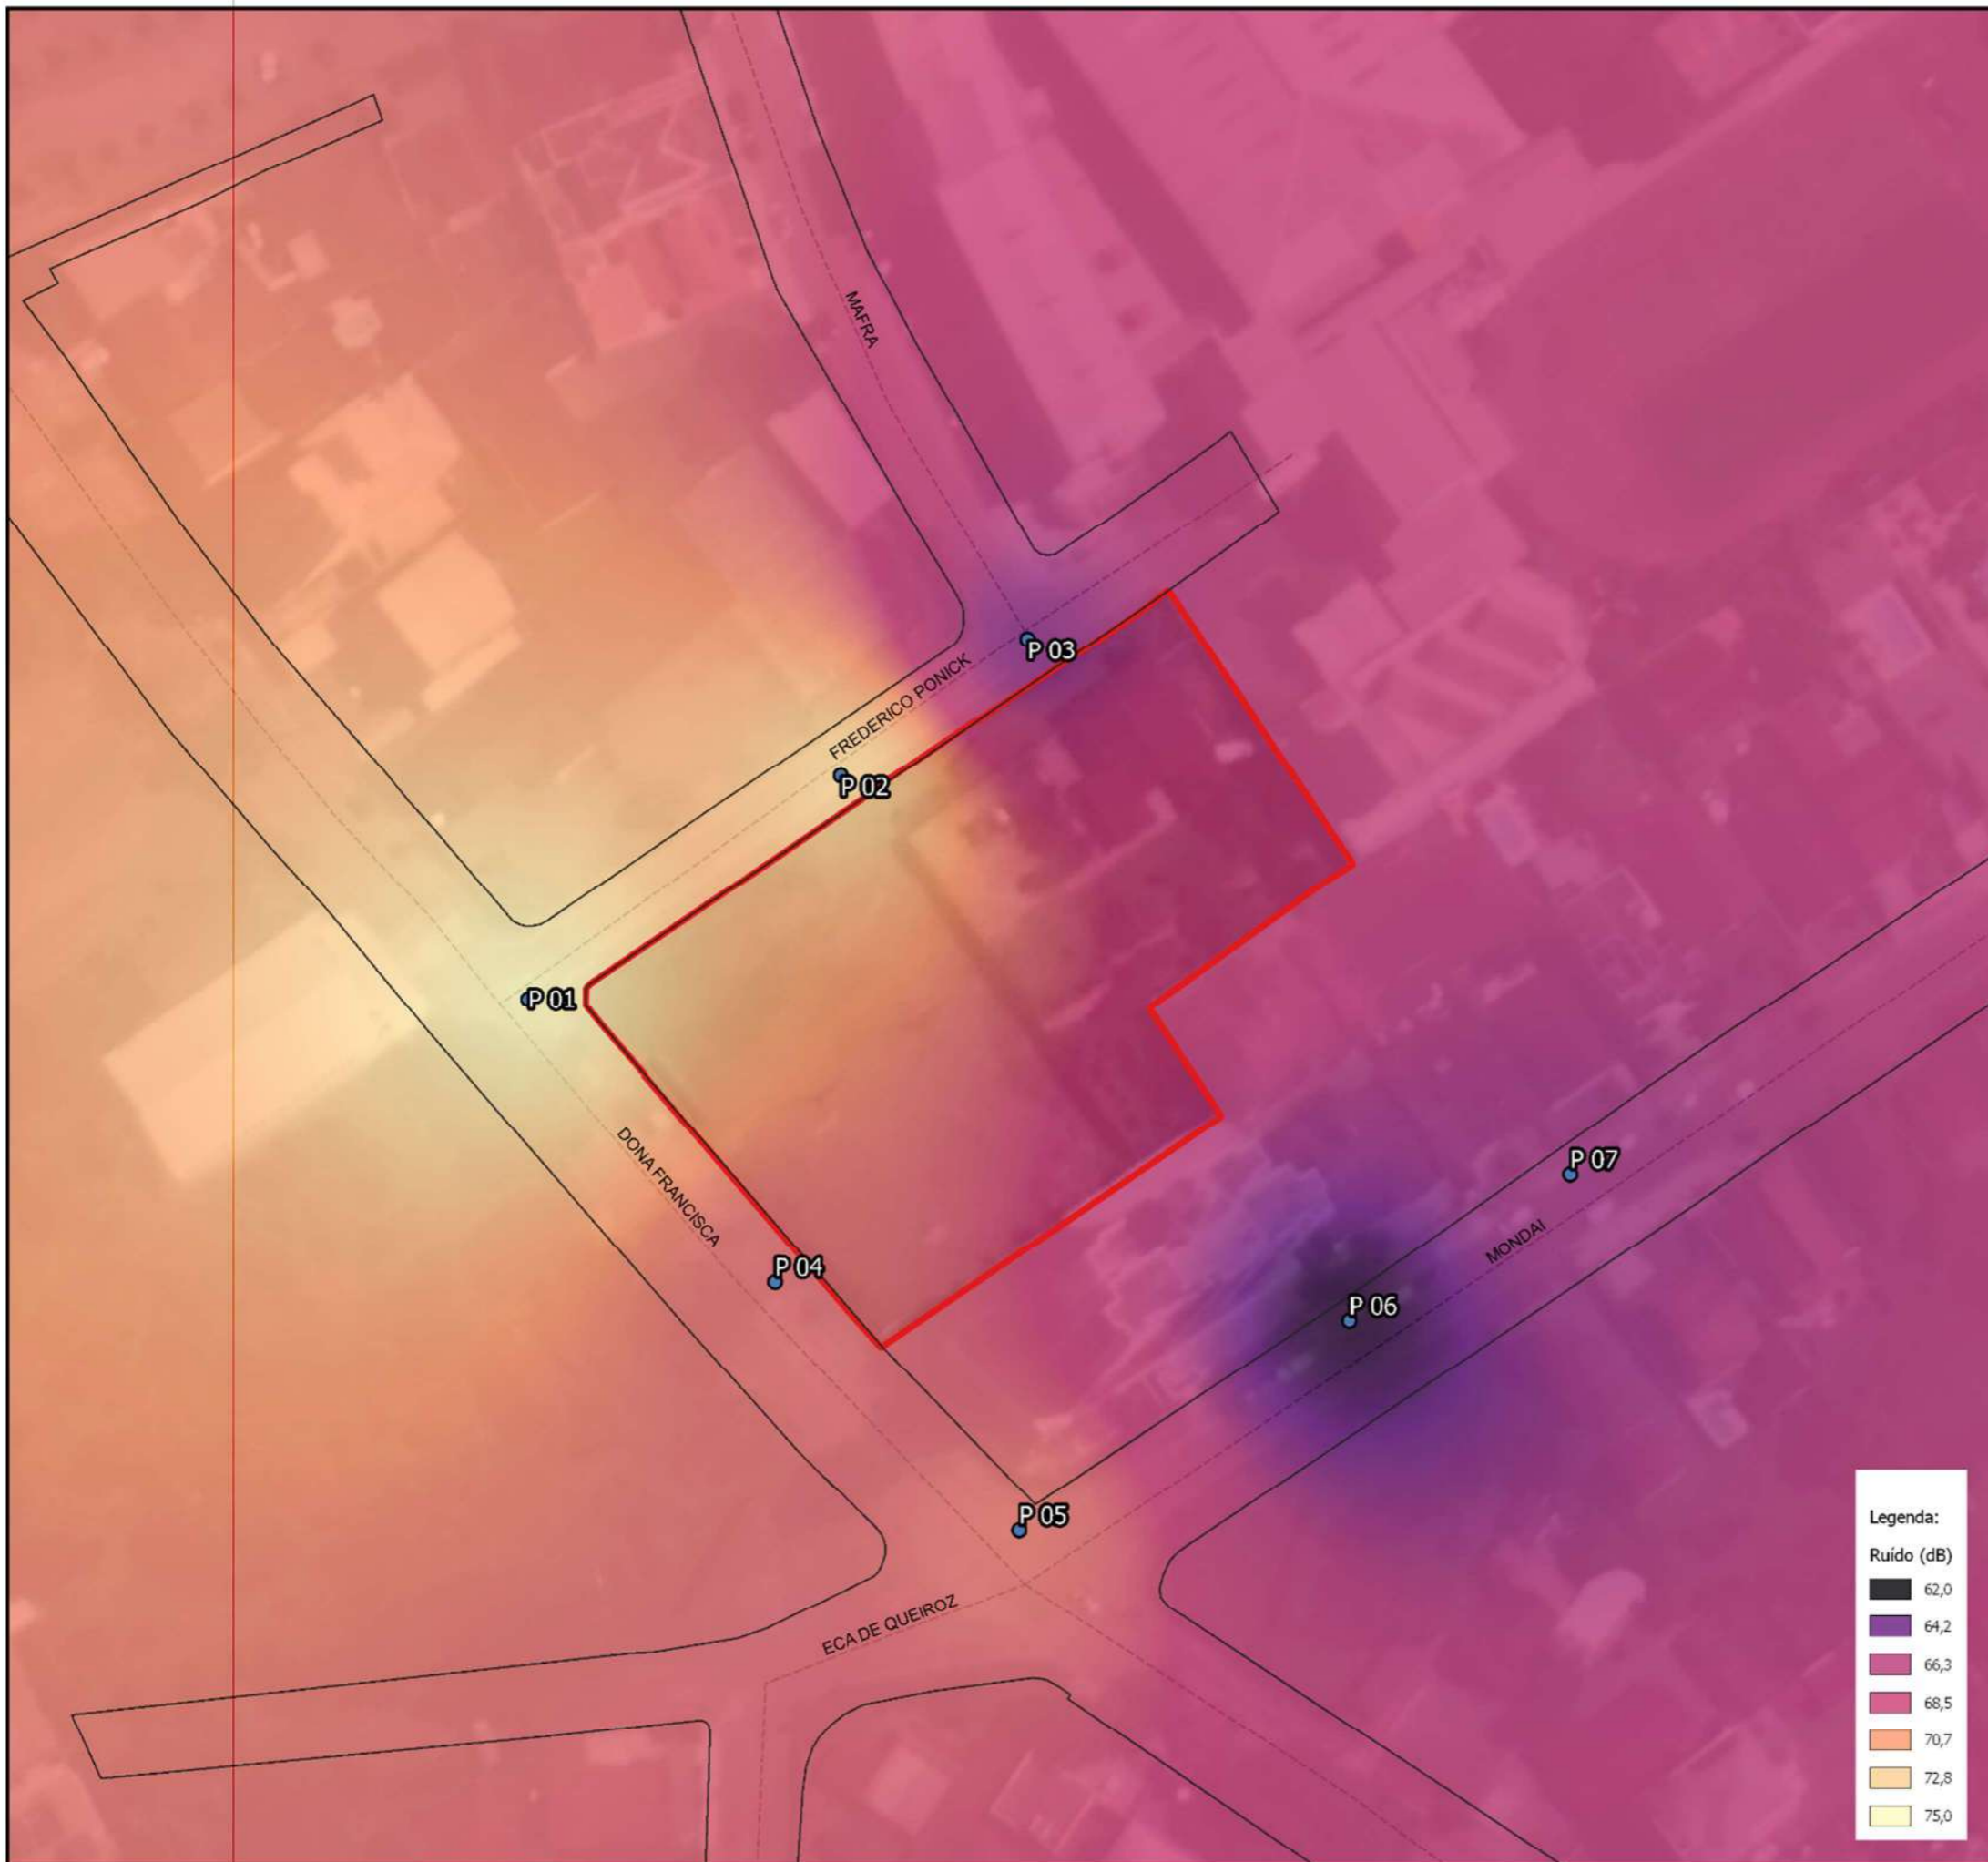 MAFRA
P 03
FREDERICO PONICK
P 02
P 01
DONA FRANCISCA
P 04
P 07
MONDAI
P 06
P 05
ECA DE QUEIROZ
Legenda:
Ruído (dB)
62,0
64,2
66,3
68,5
70,7
72,8
75,0